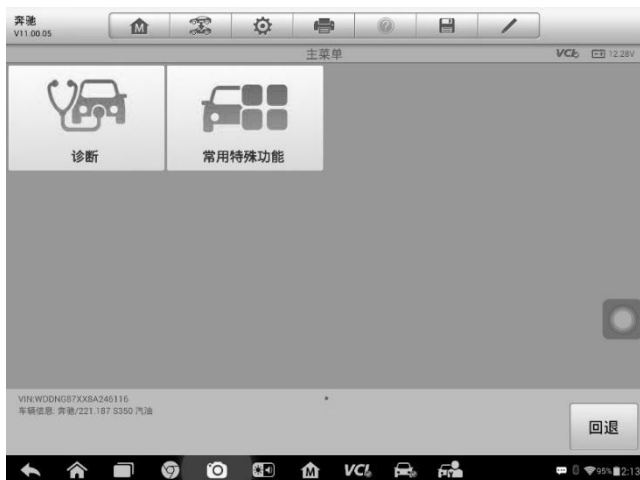 奔驰
V11.00.05
M
主菜单
VCI 12.28V
诊断
常用特殊功能
VIN:WDDNG87XX8A246116
车辆信息: 奔驰/221.187 S350 汽油
回退
M VCI 95% 2:13